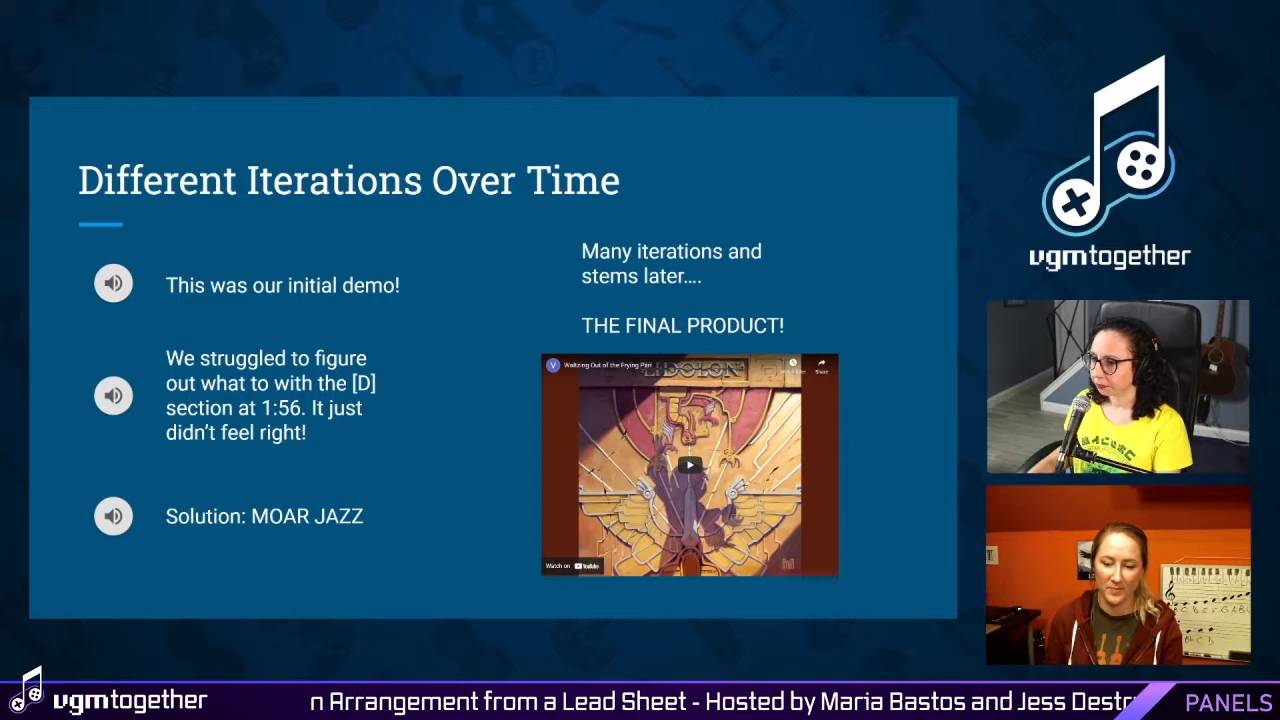 Different Iterations Over Time
This was our initial demo!
We struggled to figure
out what to with the [D]
section at 1:56. It just
didn't feel right!
Solution: MOAR JAZZ
Many iterations and
stems later....
THE FINAL PRODUCT!
V
Waltzing Out of the Frying Pan
Share
Watch on YouTube
vgmtogether
C D
vgmtogether
n Arrangement from a Lead Sheet - Hosted by Maria Bastos and Jess Destr
PANELS